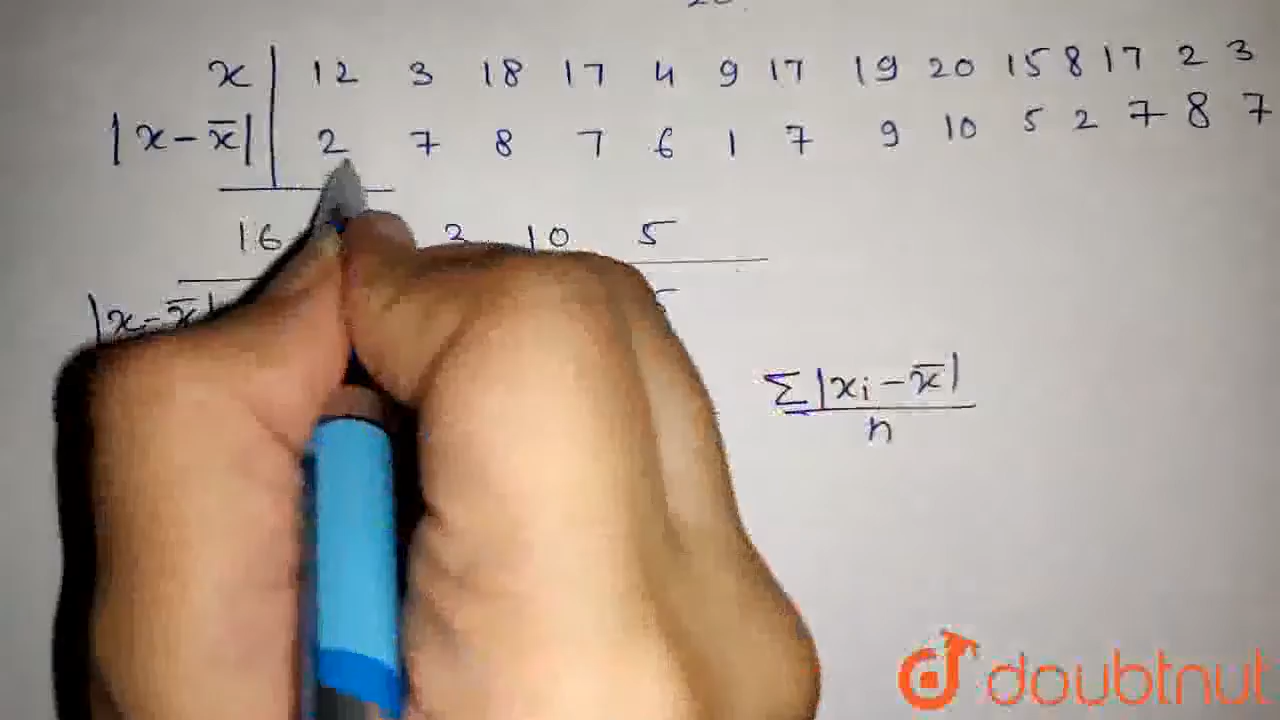 x | 12 3 18 17 4 9 17 19 20 15 8 17 2 3
|x - x̄| | 2 7 8 7 6 1 7 9 10 5 2 7 8 7
16 10 5
|x - x̄|
Σ|xi - x̄|
n
doubtnut